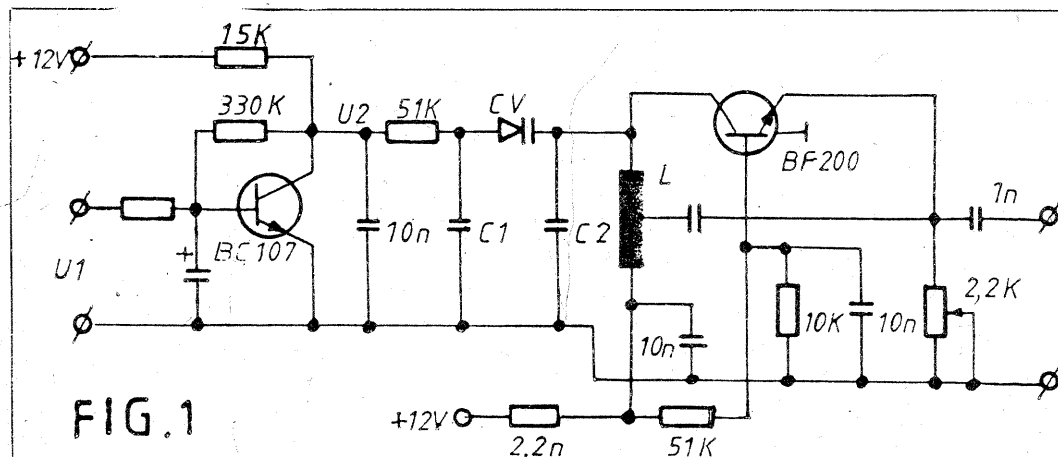 15K
+12V
330K
U2
51K
CV
BF200
L
1n
BC107
10n
C1
C2
U1
2,2K
10K
10n
10n
FIG.1
+12V
2,2n
51K